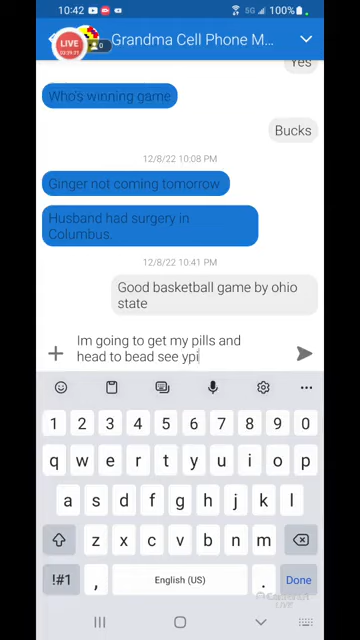 10:42
5G
100%
LIVE
0
Grandma Cell Phone M...
Yes
Who's winning game
Bucks
12/8/22 10:08 PM
Ginger not coming tomorrow
Husband had surgery in
Columbus.
12/8/22 10:41 PM
Good basketball game by ohio
state
Im going to get my pills and
head to bead see ypi
1 2 3 4 5 6 7 8 9 0
q w e r t y u i o p
a s d f g h j k l
z x c v b n m
!#1 , English (US) . Done
LIVE